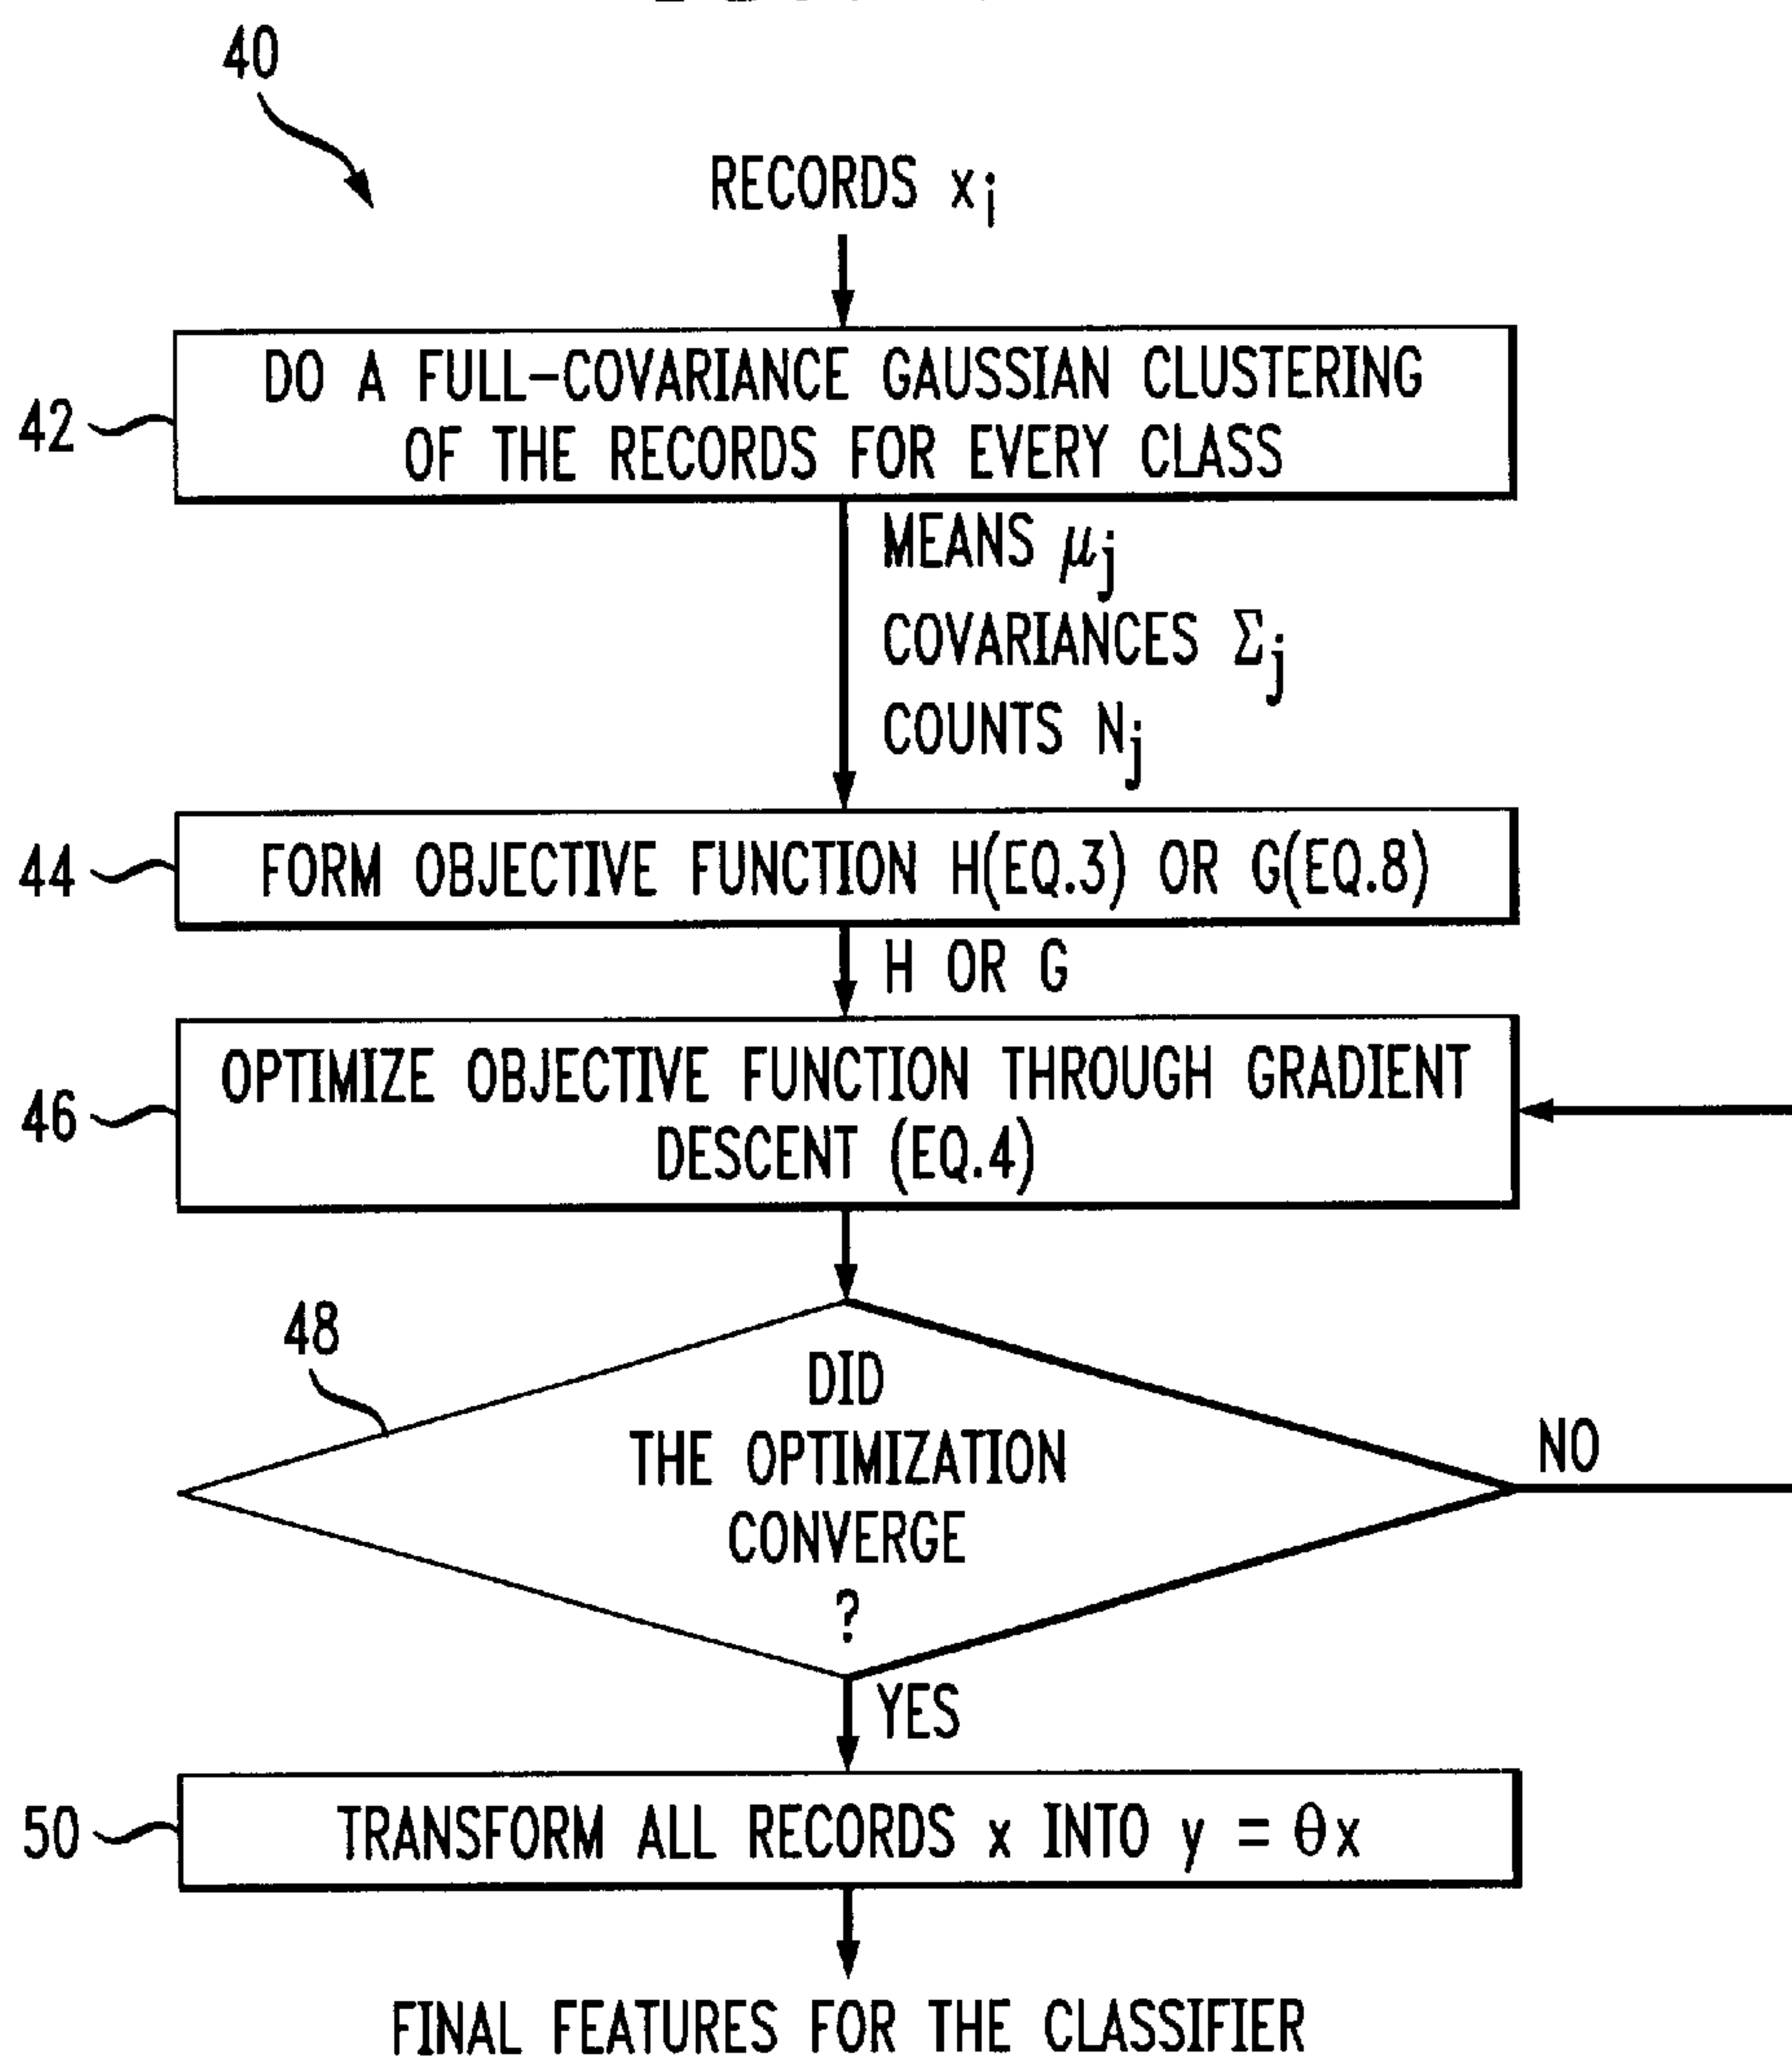 40
RECORDS xi
DO A FULL-COVARIANCE GAUSSIAN CLUSTERING
42
OF THE RECORDS FOR EVERY CLASS
MEANS μj
COVARIANCES Σj
COUNTS Nj
44
FORM OBJECTIVE FUNCTION H(EQ.3) OR G(EQ.8)
H OR G
OPTIMIZE OBJECTIVE FUNCTION THROUGH GRADIENT
46
DESCENT (EQ.4)
48
DID
THE OPTIMIZATION
CONVERGE
?
NO
YES
50
TRANSFORM ALL RECORDS x INTO y = θx
FINAL FEATURES FOR THE CLASSIFIER